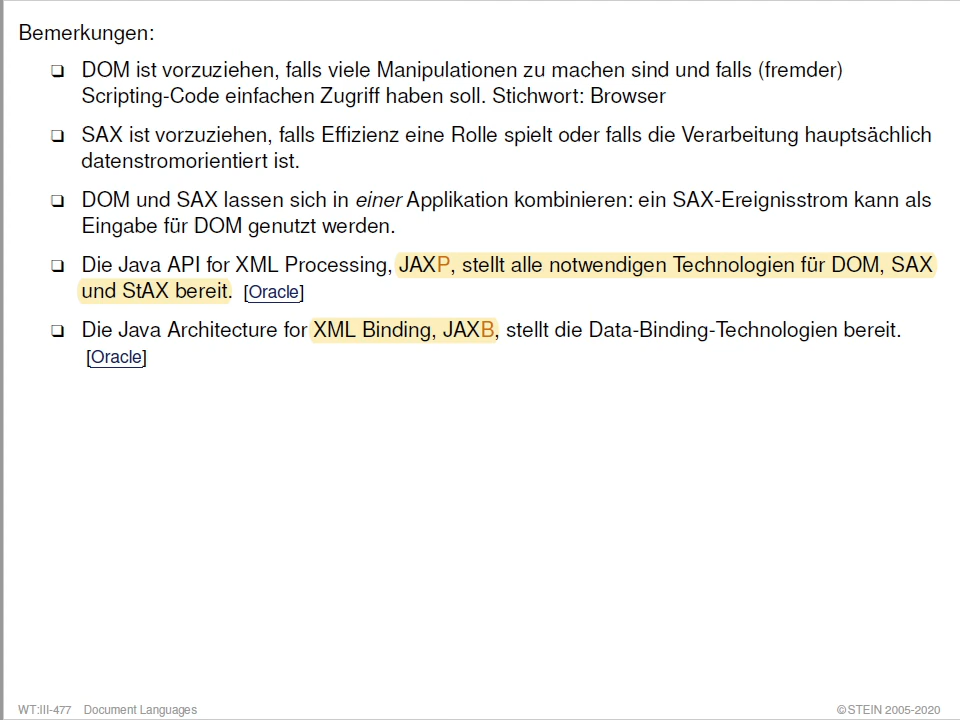 Bemerkungen:
❑ DOM ist vorzuziehen, falls viele Manipulationen zu machen sind und falls (fremder)
Scripting-Code einfachen Zugriff haben soll. Stichwort: Browser
❑ SAX ist vorzuziehen, falls Effizienz eine Rolle spielt oder falls die Verarbeitung hauptsächlich
datenstromorientiert ist.
❑ DOM und SAX lassen sich in einer Applikation kombinieren: ein SAX-Ereignisstrom kann als
Eingabe für DOM genutzt werden.
❑ Die Java API for XML Processing, JAXP, stellt alle notwendigen Technologien für DOM, SAX
und StAX bereit. [Oracle]
❑ Die Java Architecture for XML Binding, JAXB, stellt die Data-Binding-Technologien bereit.
[Oracle]
WT:III-477 Document Languages ©STEIN 2005-2020